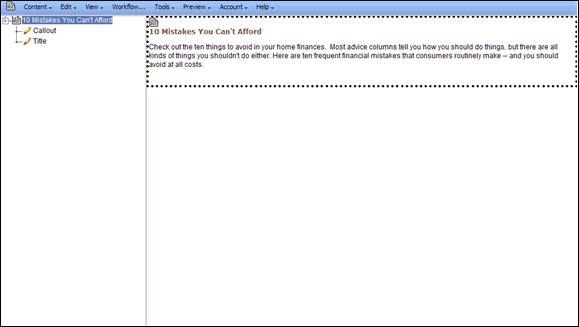 Content Edit View Workflow... Tools Preview Account Help
10 Mistakes You Can't Afford
Callout
Title
10 Mistakes You Can't Afford
Check out the ten things to avoid in your home finances. Most advice columns tell you how you should do things, but there are all
kinds of things you shouldn't do either. Here are ten frequent financial mistakes that consumers routinely make -- and you should
avoid at all costs.